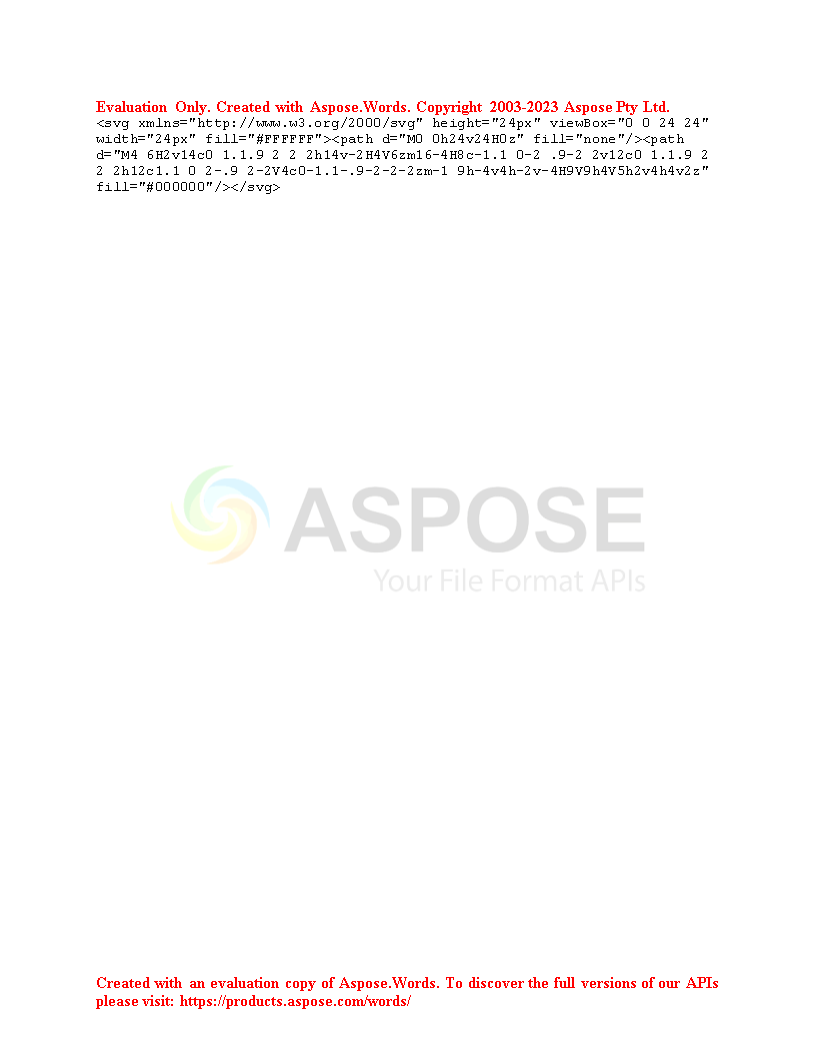 Evaluation Only. Created with Aspose.Words. Copyright 2003-2023 Aspose Pty Ltd.
<svg xmlns="http://www.w3.org/2000/svg" height="24px" viewBox="0 0 24 24"
width="24px" fill="#FFFFFF"><path d="M0 0h24v24H0z" fill="none"/><path
d="M4 6H2v14c0 1.1.9 2 2 2h14v-2H4V6zm16-4H8c-1.1 0-2 .9-2 2v12c0 1.1.9 2
2 2h12c1.1 0 2-.9 2-2V4c0-1.1-.9-2-2-2zm-1 9h-4v4h-2v-4H9V9h4V5h2v4h4v2z"
fill="#000000"/></svg>
ASPOSE
Your File Format APIs
Created with an evaluation copy of Aspose.Words. To discover the full versions of our APIs
please visit: https://products.aspose.com/words/